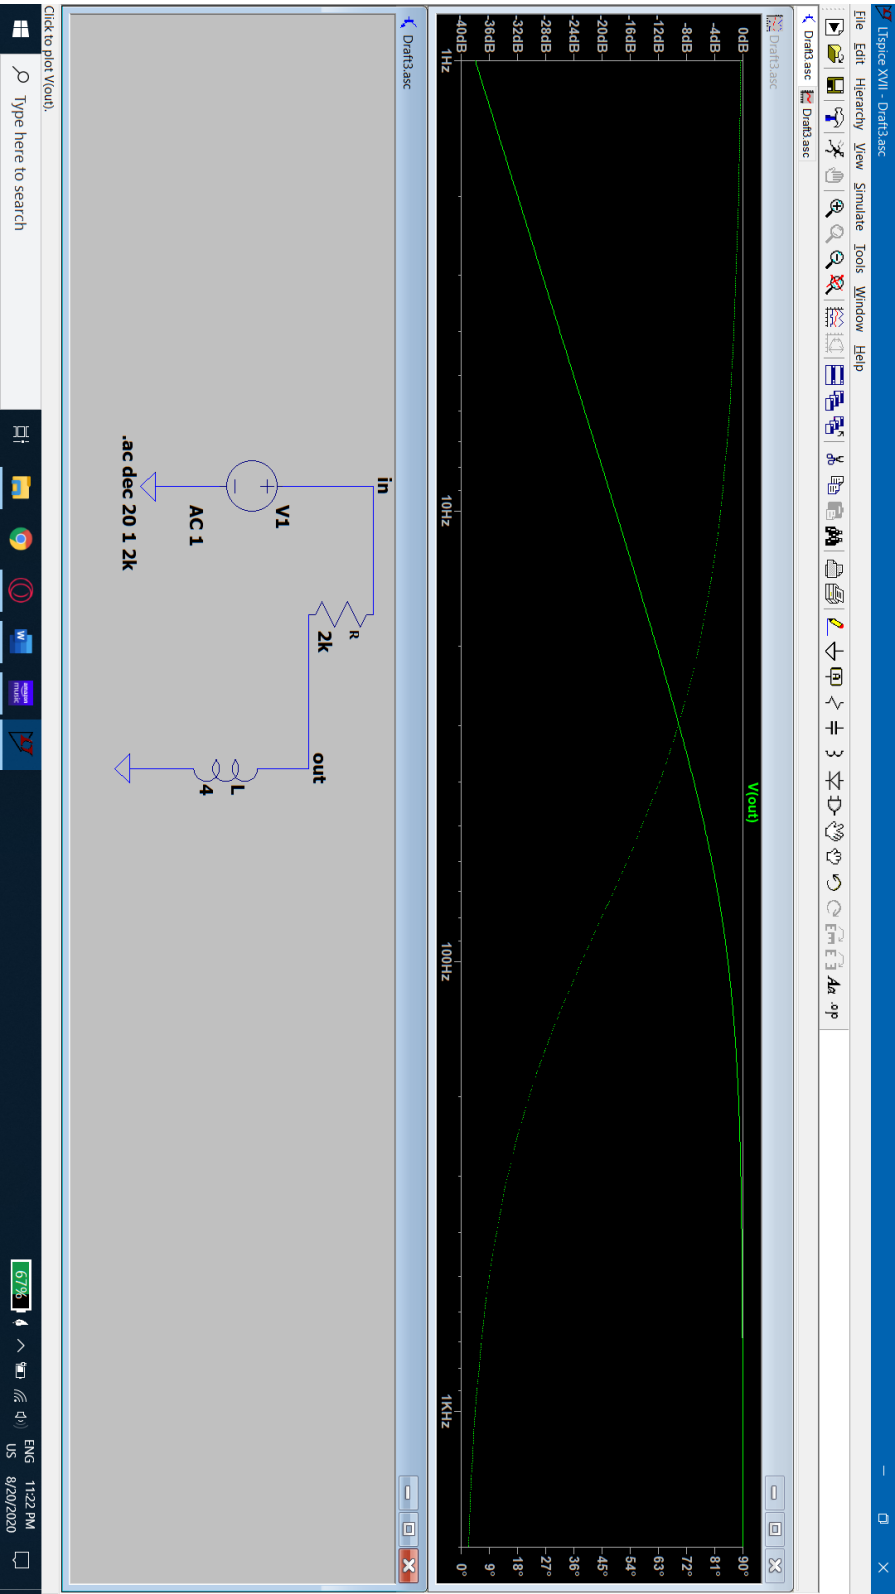 LTspice XVII - Draft3.asc
File Edit Hierarchy View Simulate Tools Window Help
Draft3.asc Draft3.asc
Draft3.asc
V(out)
0dB
-4dB
-8dB
-12dB
-16dB
-20dB
-24dB
-28dB
-32dB
-36dB
-40dB
90°
81°
72°
63°
54°
45°
36°
27°
18°
9°
0°
1Hz 10Hz 100Hz 1KHz
Draft3.asc
in
R
2k
out
V1
AC 1
L
4
.ac dec 20 1 2k
Click to plot V(out).
Type here to search
W
amazon music
67%
ENG
US
11:22 PM
8/20/2020